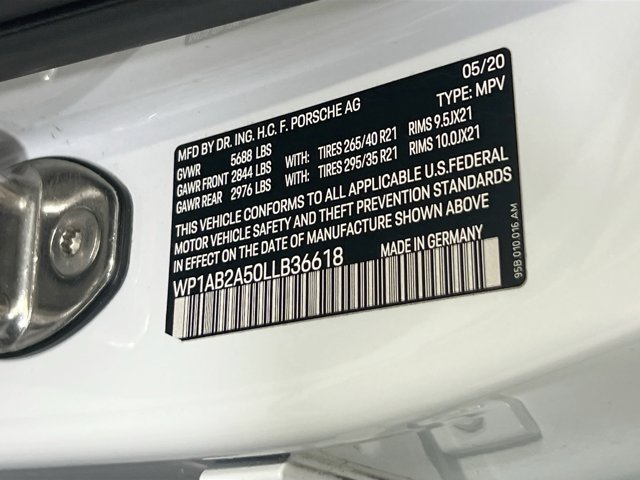 05/20
MFD BY DR. ING. H.C. F. PORSCHE AG TYPE: MPV
GVWR 5688 LBS
GAWR FRONT 2844 LBS WITH: TIRES 265/40 R21 RIMS 9.5JX21
GAWR REAR 2976 LBS WITH: TIRES 295/35 R21 RIMS 10.0JX21
THIS VEHICLE CONFORMS TO ALL APPLICABLE U.S.FEDERAL
MOTOR VEHICLE SAFETY AND THEFT PREVENTION STANDARDS
IN EFFECT ON THE DATE OF MANUFACTURE SHOWN ABOVE
WP1AB2A50LLB36618 MADE IN GERMANY
95B 010 016 AM